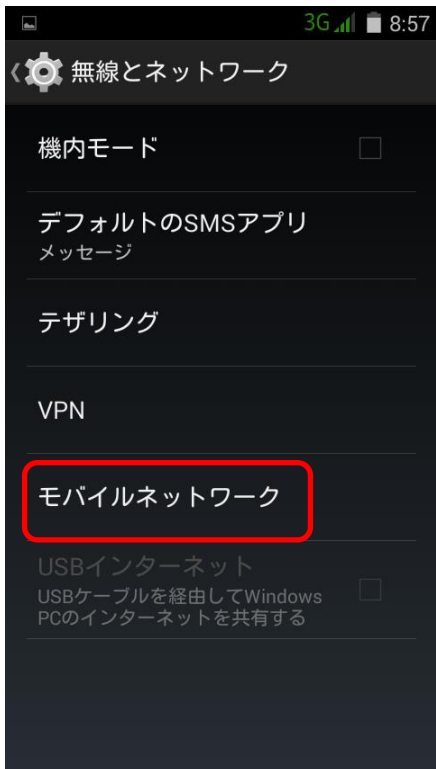 3G 8:57
無線とネットワーク
機内モード
デフォルトのSMSアプリ
メッセージ
テザリング
VPN
モバイルネットワーク
USBインターネット
USBケーブルを経由してWindows
PCのインターネットを共有する